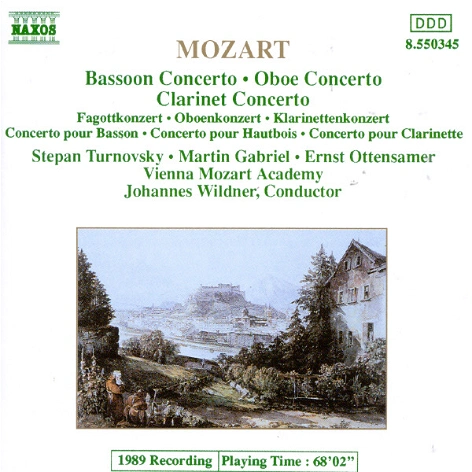 NAXOS
DDD
8.550345
MOZART
Bassoon Concerto • Oboe Concerto
Clarinet Concerto
Fagottkonzert • Oboenkonzert • Klarinettenkonzert
Concerto pour Basson • Concerto pour Hautbois • Concerto pour Clarinette
Stepan Turnovsky • Martin Gabriel • Ernst Ottensamer
Vienna Mozart Academy
Johannes Wildner, Conductor
1989 Recording | Playing Time : 68'02"